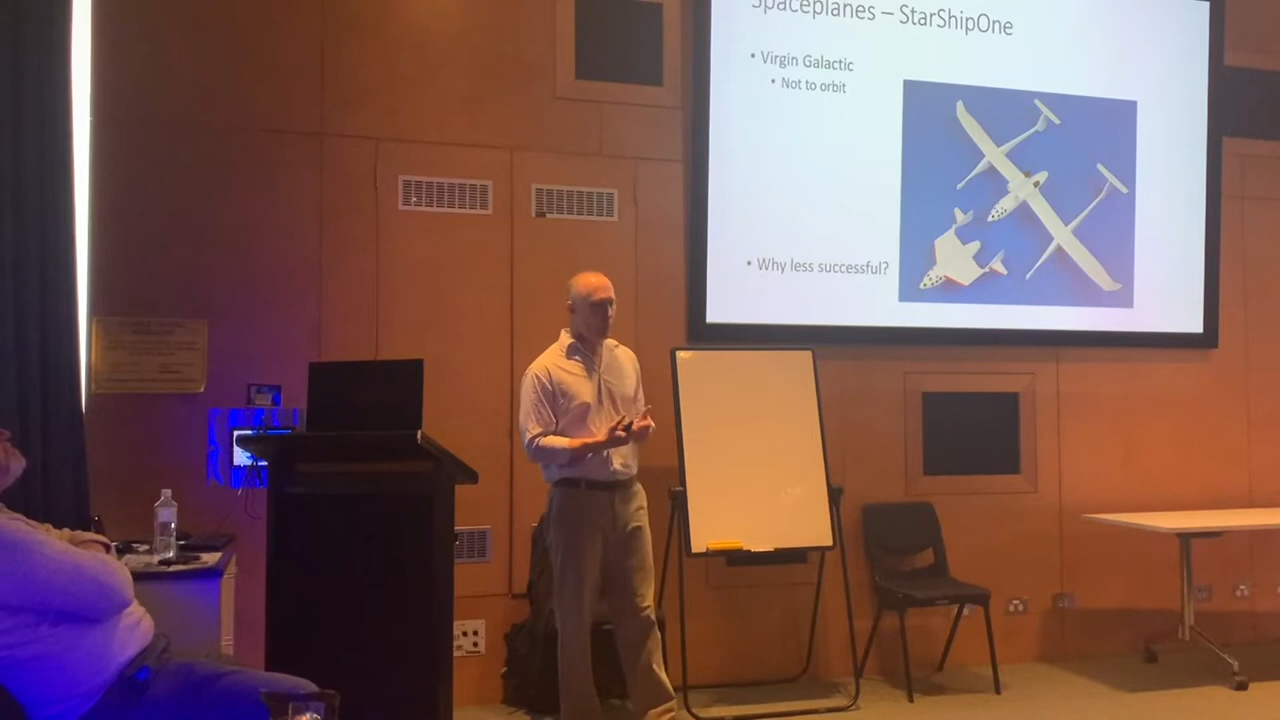 Spaceplanes – StarShipOne
• Virgin Galactic
• Not to orbit
• Why less successful?